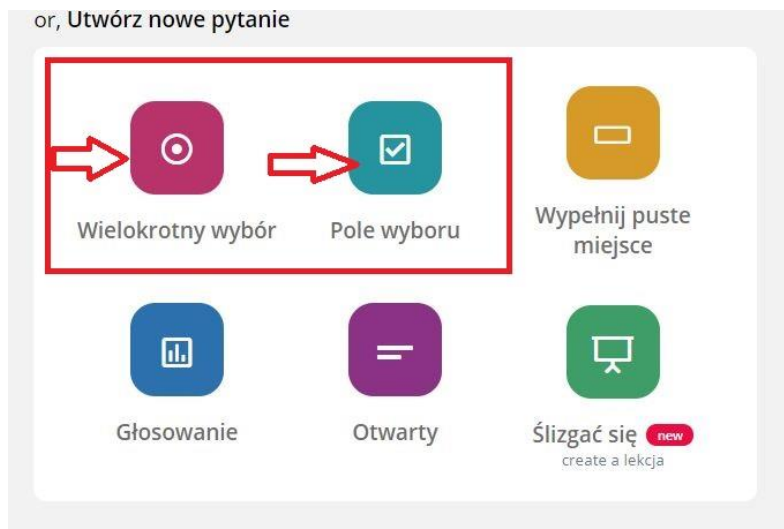 or, Utwórz nowe pytanie
Wielokrotny wybór
Pole wyboru
Wypełnij puste
miejsce
Głosowanie
Otwarty
Ślizgać się new
create a lekcja